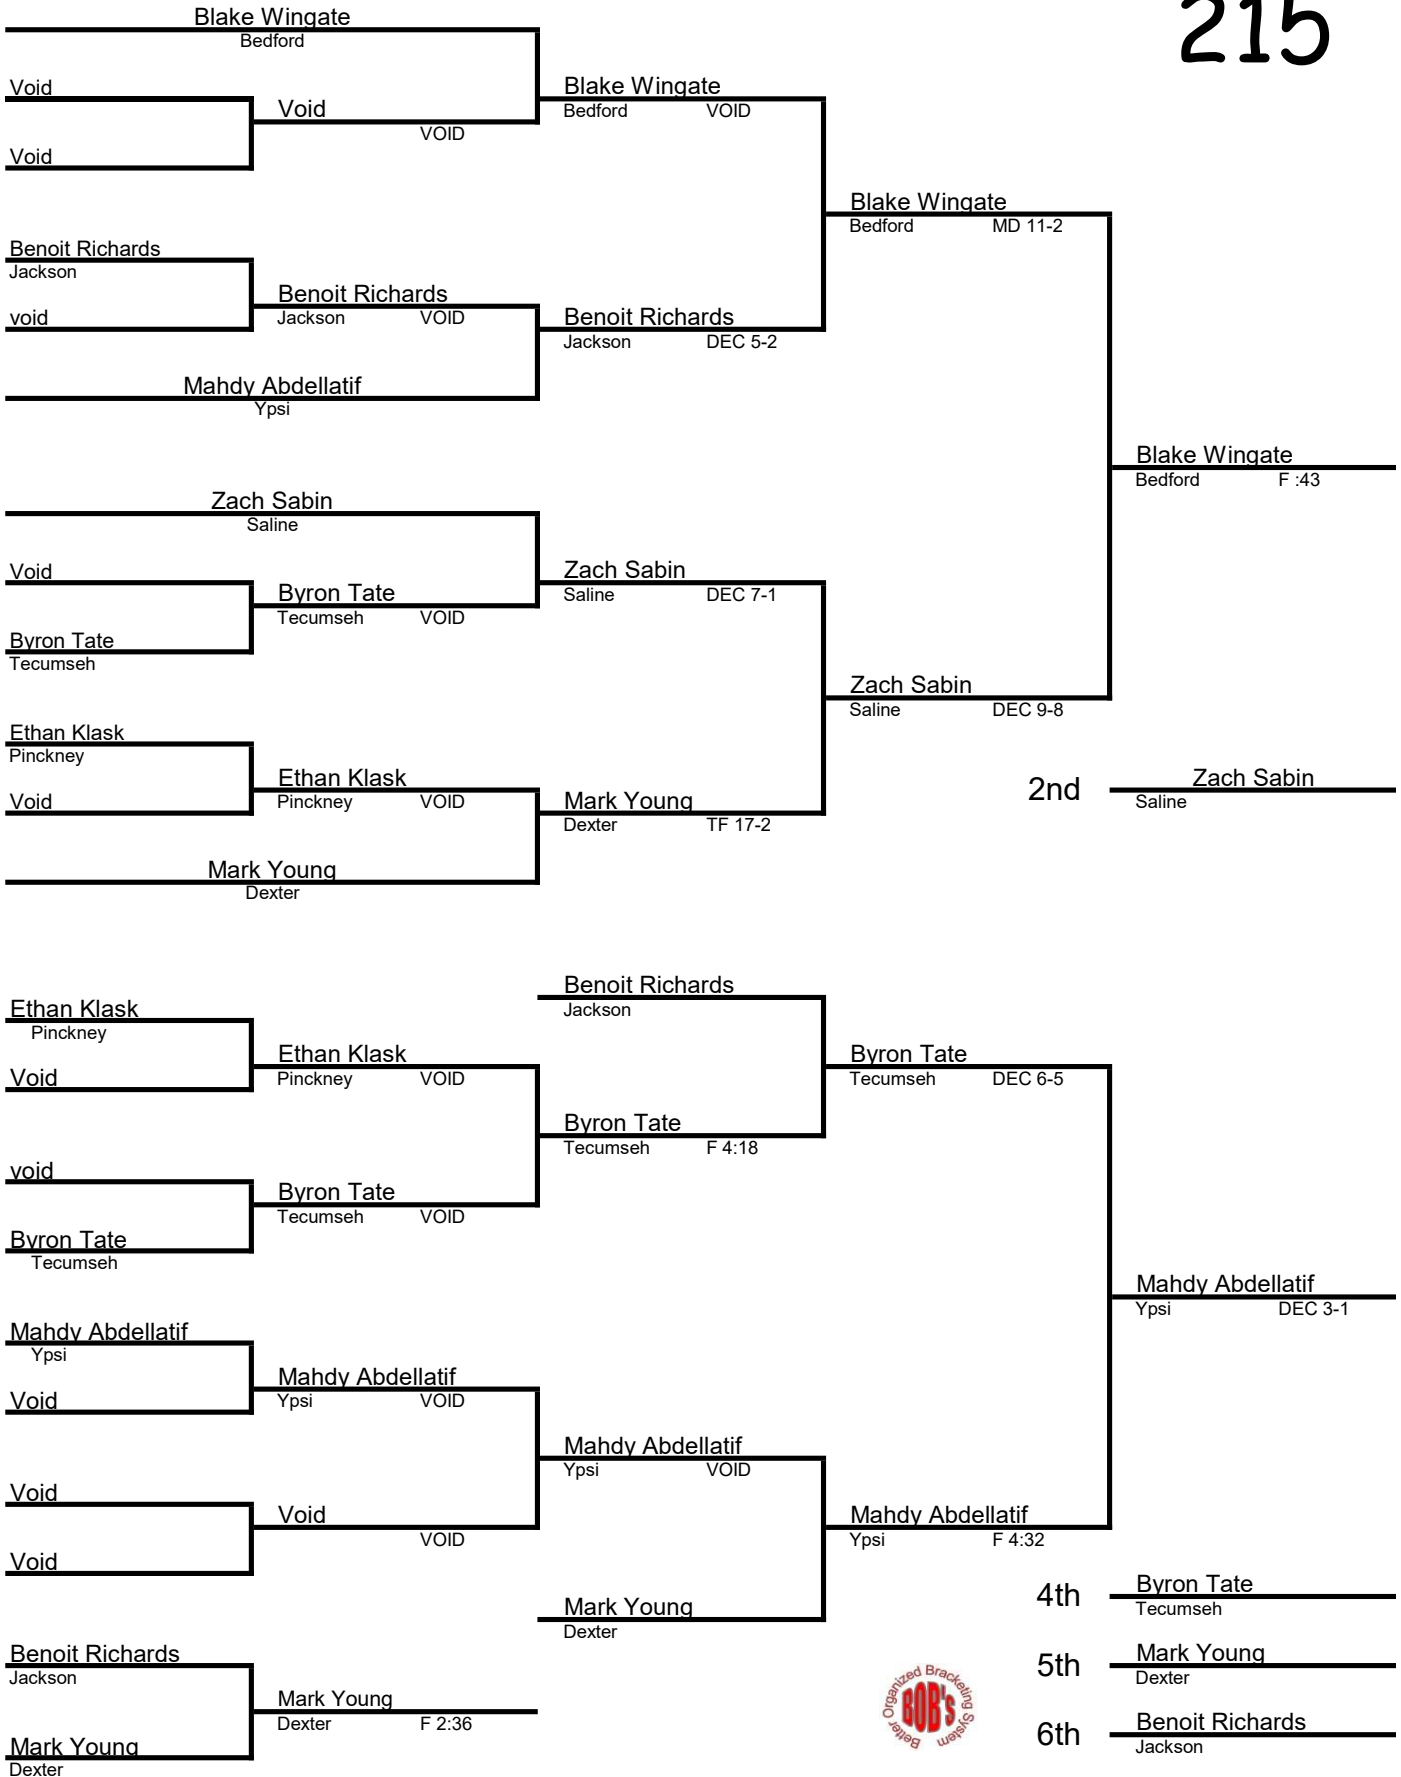 215
Blake Wingate
Bedford
Void
Void
Void
VOID
Blake Wingate
Bedford VOID
Benoit Richards
Jackson
void
Benoit Richards
Jackson VOID
Mahdy Abdellatif
Ypsi
Benoit Richards
Jackson DEC 5-2
Blake Wingate
Bedford MD 11-2
Zach Sabin
Saline
Void
Byron Tate
Tecumseh
Byron Tate
Tecumseh VOID
Zach Sabin
Saline DEC 7-1
Ethan Klask
Pinckney
Void
Ethan Klask
Pinckney VOID
Mark Young
Dexter
Mark Young
Dexter TF 17-2
Zach Sabin
Saline DEC 9-8
Blake Wingate
Bedford F :43
2nd Zach Sabin
Saline
Ethan Klask
Pinckney
Void
Ethan Klask
Pinckney VOID
void
Byron Tate
Tecumseh
Byron Tate
Tecumseh VOID
Benoit Richards
Jackson
Byron Tate
Tecumseh F 4:18
Byron Tate
Tecumseh DEC 6-5
Mahdy Abdellatif
Ypsi
Void
Mahdy Abdellatif
Ypsi VOID
Void
Void
Void
VOID
Mahdy Abdellatif
Ypsi VOID
Mark Young
Dexter
Mahdy Abdellatif
Ypsi F 4:32
Mahdy Abdellatif
Ypsi DEC 3-1
Benoit Richards
Jackson
Mark Young
Dexter
Mark Young
Dexter F 2:36
Better Organized Bracketing System
BOB'S
4th Byron Tate
Tecumseh
5th Mark Young
Dexter
6th Benoit Richards
Jackson